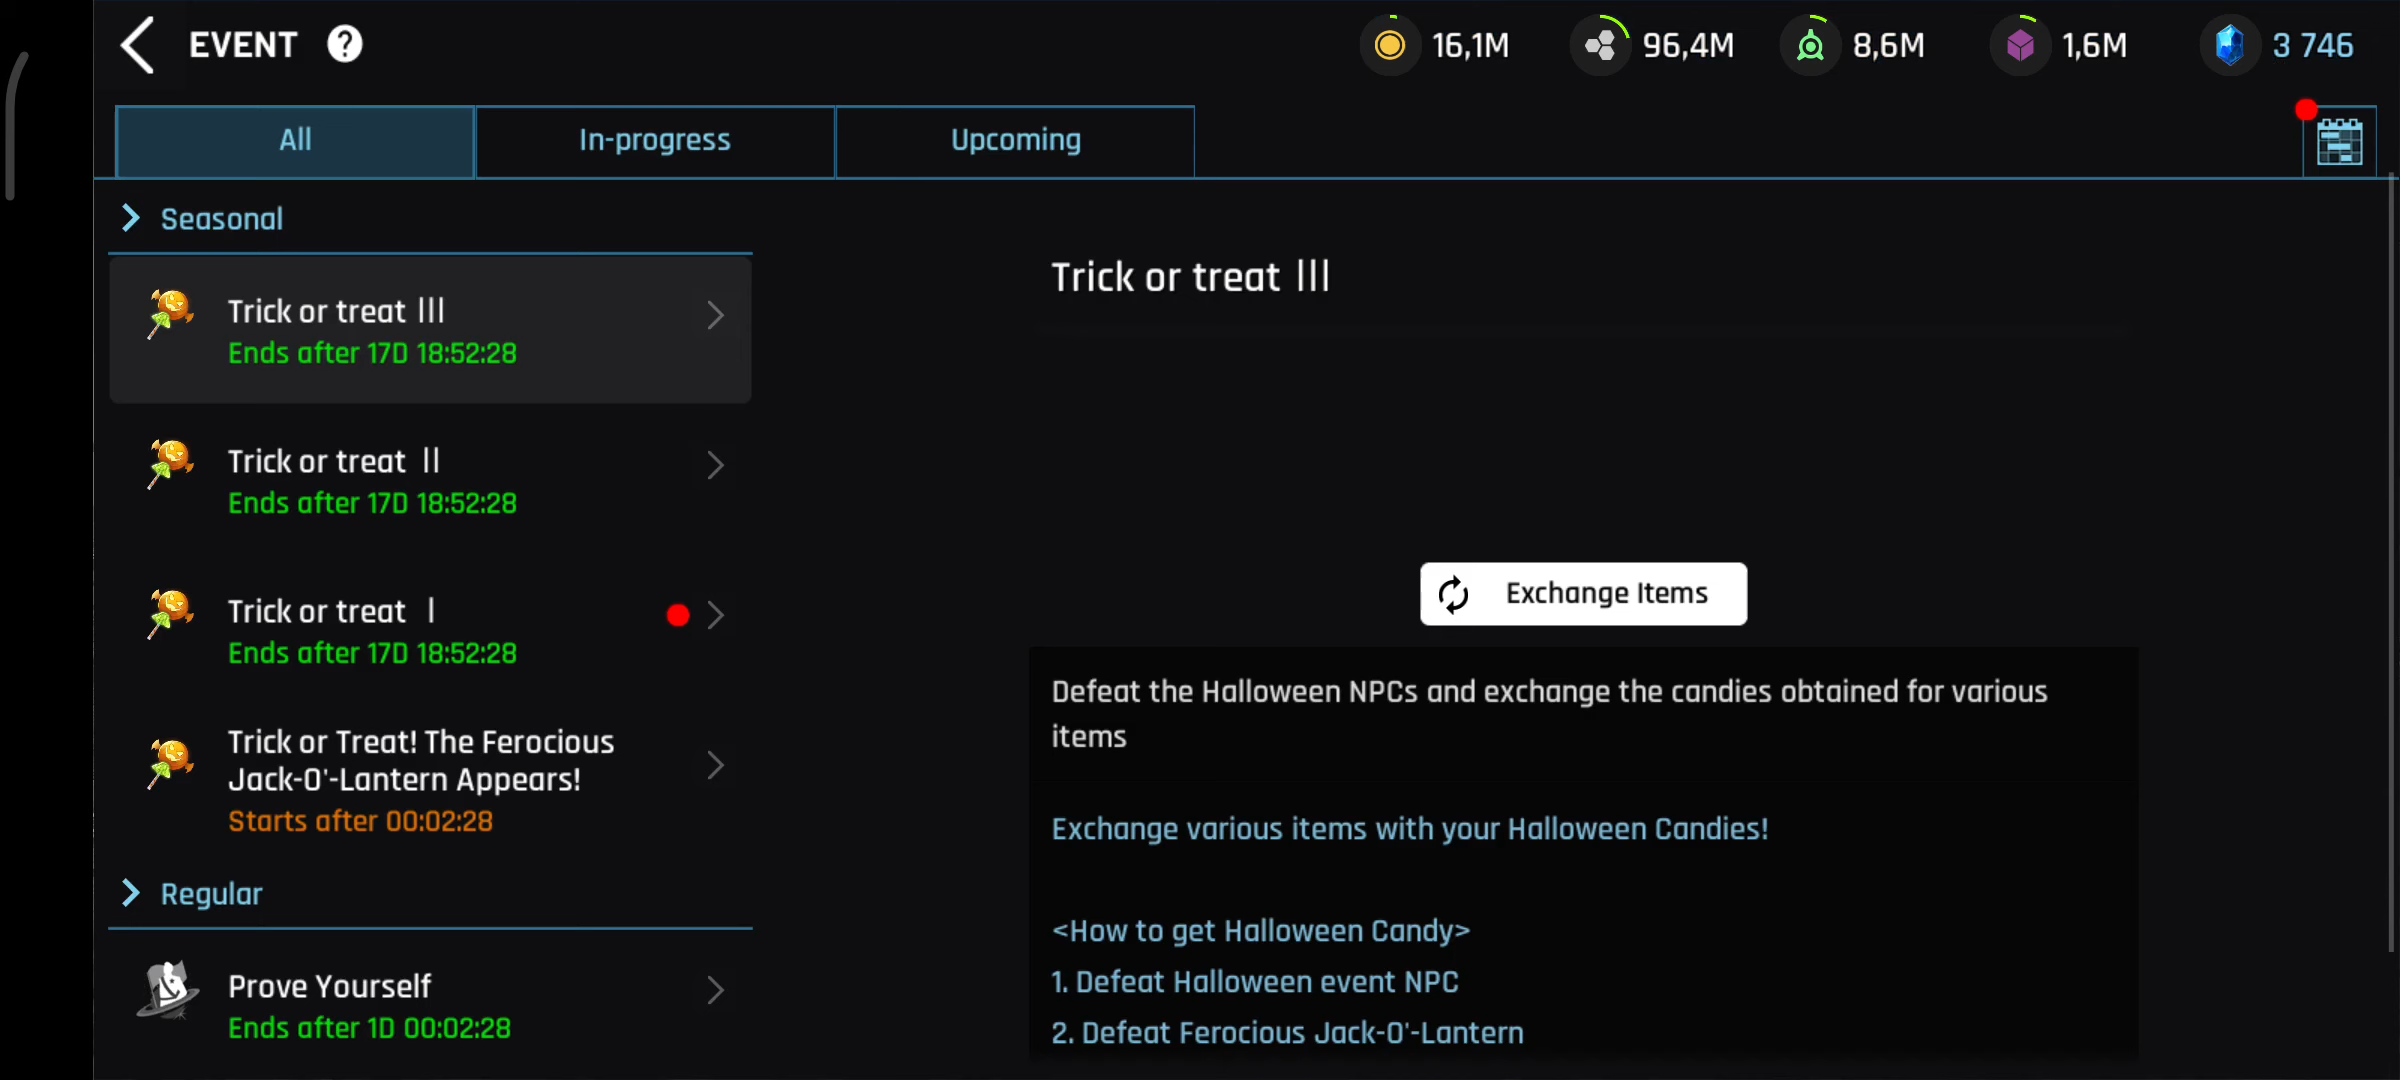 EVENT ?
16,1M
96,4M
8,6M
1,6M
3 746
All
In-progress
Upcoming
Seasonal
Trick or treat |||
Ends after 17D 18:52:28
Trick or treat ||
Ends after 17D 18:52:28
Trick or treat |
Ends after 17D 18:52:28
Trick or Treat! The Ferocious
Jack-O'-Lantern Appears!
Starts after 00:02:28
Regular
Prove Yourself
Ends after 1D 00:02:28
Trick or treat |||
Exchange Items
Defeat the Halloween NPCs and exchange the candies obtained for various
items
Exchange various items with your Halloween Candies!
<How to get Halloween Candy>
1. Defeat Halloween event NPC
2. Defeat Ferocious Jack-O'-Lantern